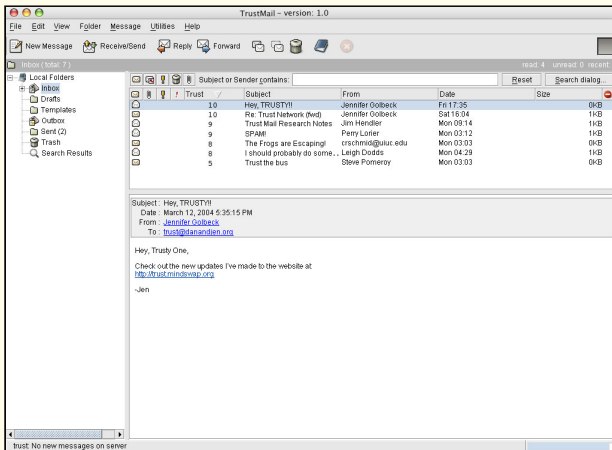 TrustMail - version: 1.0
File Edit View Folder Message Utilities Help
New Message Receive/Send Reply Forward
Inbox (total: 7) read: 4 unread: 0 recent:
Local Folders
Inbox
Drafts
Templates
Outbox
Sent (2)
Trash
Search Results
Subject or Sender contains: Reset Search dialog...
! Trust Subject From Date Size
10 Hey, TRUSTY!! Jennifer Golbeck Fri 17:35 0KB
10 Re: Trust Network (fwd) Jennifer Golbeck Sat 16:04 1KB
9 Trust Mail Research Notes Jim Hendler Mon 09:14 1KB
9 SPAM! Perry Lorier Mon 03:12 1KB
8 The Frogs are Escaping! crschmid@uiuc.edu Mon 03:03 0KB
8 I should probably do some... Leigh Dodds Mon 04:29 1KB
5 Trust the bus Steve Pomeroy Mon 03:03 0KB
Subject : Hey, TRUSTY!!
Date : March 12, 2004 5:35:15 PM
From : Jennifer Golbeck
To : trust@danandjen.org
Hey, Trusty One,
Check out the new updates I've made to the website at
http://trust.mindswap.org
-Jen
trust: No new messages on server